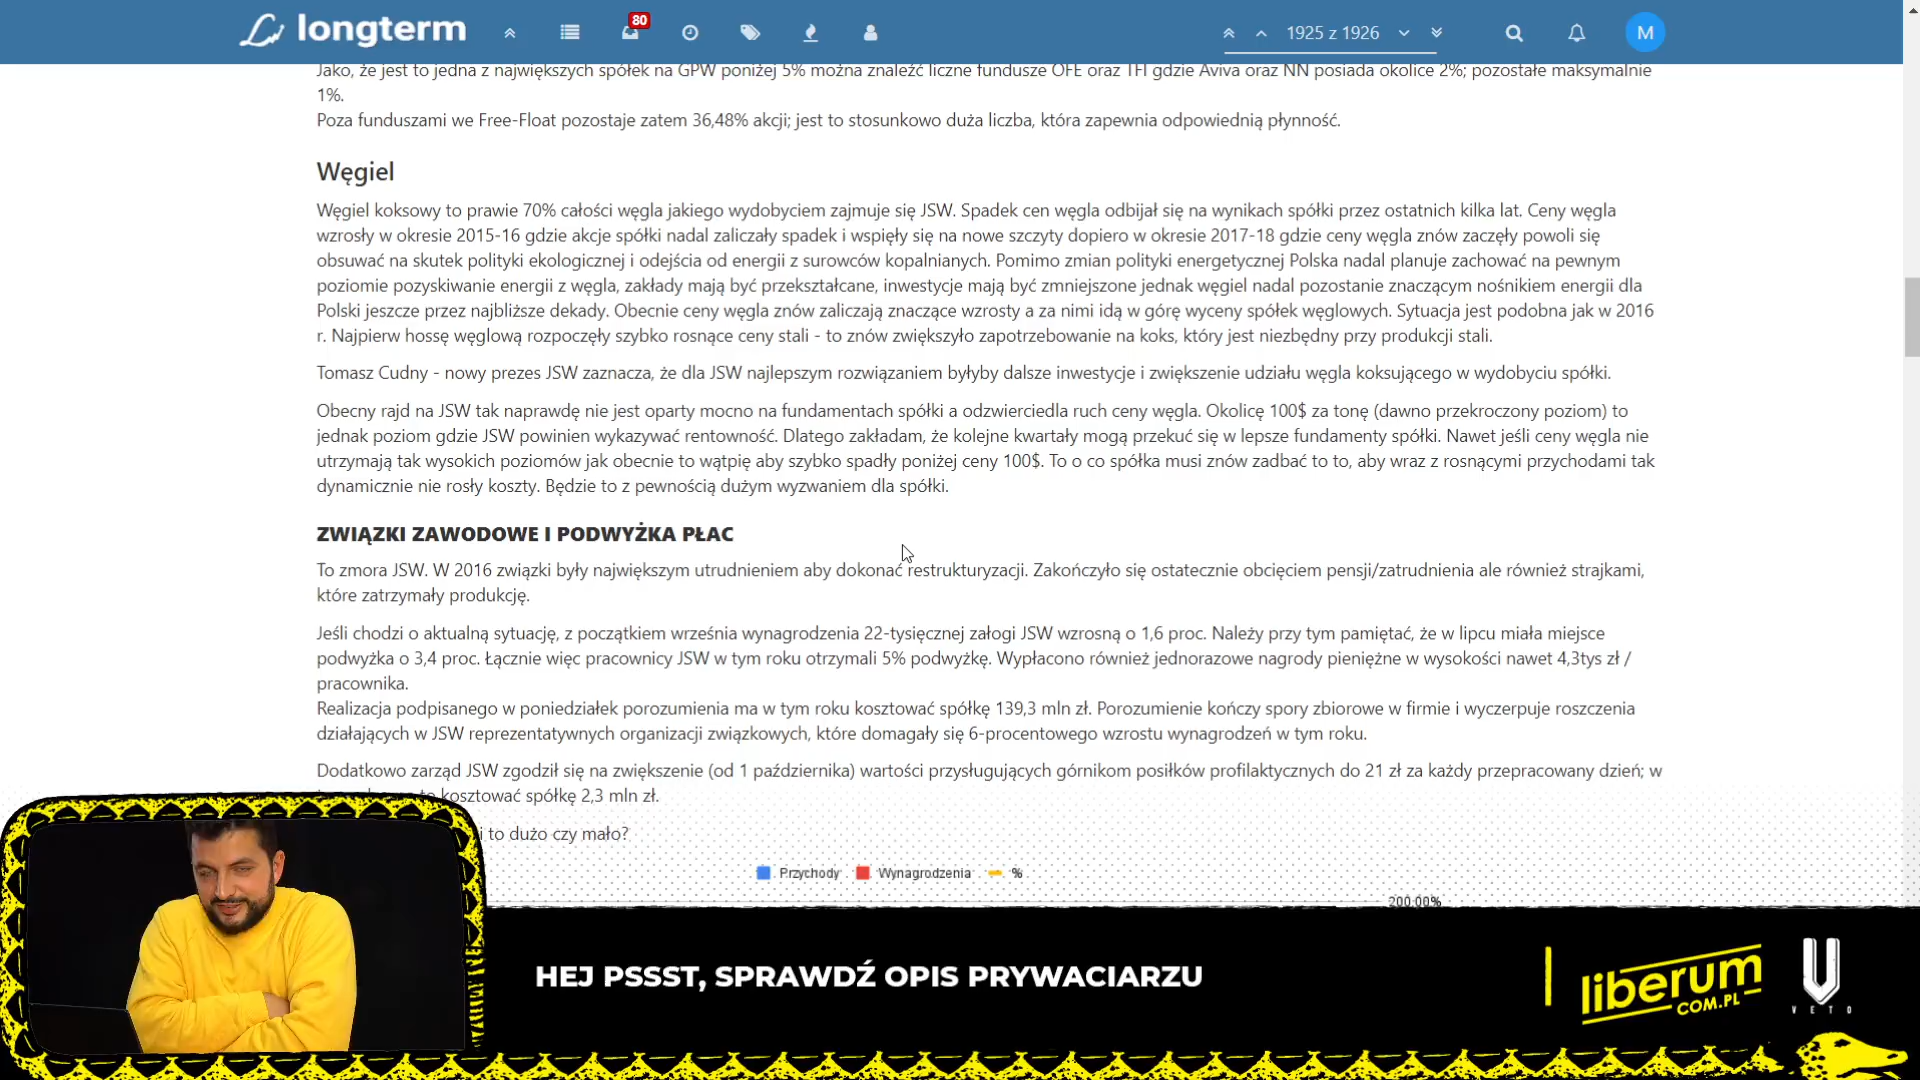 longterm
80
1925 z 1926
M
Jako, że jest to jedna z największych spółek na GPW poniżej 5% można znaleźć liczne fundusze OFE oraz TFI gdzie Aviva oraz NN posiada okolice 2%; pozostałe maksymalnie
1%.
Poza funduszami we Free-Float pozostaje zatem 36,48% akcji; jest to stosunkowo duża liczba, która zapewnia odpowiednią płynność.
Węgiel
Węgiel koksowy to prawie 70% całości węgla jakiego wydobyciem zajmuje się JSW. Spadek cen węgla odbijał się na wynikach spółki przez ostatnich kilka lat. Ceny węgla
wzrosły w okresie 2015-16 gdzie akcje spółki nadal zaliczały spadek i wspięły się na nowe szczyty dopiero w okresie 2017-18 gdzie ceny węgla znów zaczęły powoli się
obsuwać na skutek polityki ekologicznej i odejścia od energii z surowców kopalnianych. Pomimo zmian polityki energetycznej Polska nadal planuje zachować na pewnym
poziomie pozyskiwanie energii z węgla, zakłady mają być przekształcane, inwestycje mają być zmniejszone jednak węgiel nadal pozostanie znaczącym nośnikiem energii dla
Polski jeszcze przez najbliższe dekady. Obecnie ceny węgla znów zaliczają znaczące wzrosty a za nimi idą w górę wyceny spółek węglowych. Sytuacja jest podobna jak w 2016
r. Najpierw hossę węglową rozpoczęły szybko rosnące ceny stali - to znów zwiększyło zapotrzebowanie na koks, który jest niezbędny przy produkcji stali.
Tomasz Cudny - nowy prezes JSW zaznacza, że dla JSW najlepszym rozwiązaniem byłyby dalsze inwestycje i zwiększenie udziału węgla koksującego w wydobyciu spółki.
Obecny rajd na JSW tak naprawdę nie jest oparty mocno na fundamentach spółki a odzwierciedla ruch ceny węgla. Okolicę 100$ za tonę (dawno przekroczony poziom) to
jednak poziom gdzie JSW powinien wykazywać rentowność. Dlatego zakładam, że kolejne kwartały mogą przekuć się w lepsze fundamenty spółki. Nawet jeśli ceny węgla nie
utrzymają tak wysokich poziomów jak obecnie to wątpię aby szybko spadły poniżej ceny 100$. To o co spółka musi znów zadbać to to, aby wraz z rosnącymi przychodami tak
dynamicznie nie rosły koszty. Będzie to z pewnością dużym wyzwaniem dla spółki.
ZWIĄZKI ZAWODOWE I PODWYŻKA PŁAC
To zmora JSW. W 2016 związki były największym utrudnieniem aby dokonać restrukturyzacji. Zakończyło się ostatecznie obcięciem pensji/zatrudnienia ale również strajkami,
które zatrzymały produkcję.
Jeśli chodzi o aktualną sytuację, z początkiem września wynagrodzenia 22-tysięcznej załogi JSW wzrosną o 1,6 proc. Należy przy tym pamiętać, że w lipcu miała miejsce
podwyżka o 3,4 proc. Łącznie więc pracownicy JSW w tym roku otrzymali 5% podwyżkę. Wypłacono również jednorazowe nagrody pieniężne w wysokości nawet 4,3tys zł /
pracownika.
Realizacja podpisanego w poniedziałek porozumienia ma w tym roku kosztować spółkę 139,3 mln zł. Porozumienie kończy spory zbiorowe w firmie i wyczerpuje roszczenia
działających w JSW reprezentatywnych organizacji związkowych, które domagały się 6-procentowego wzrostu wynagrodzeń w tym roku.
Dodatkowo zarząd JSW zgodził się na zwiększenie (od 1 października) wartości przysługujących górnikom posiłków profilaktycznych do 21 zł za każdy przepracowany dzień; w
kosztować spółkę 2,3 mln zł.
i to dużo czy mało?
Przychody Wynagrodzenia %
200.00%
HEJ PSSST, SPRAWDŹ OPIS PRYWACIARZU
liberum
COM.PL
VETO